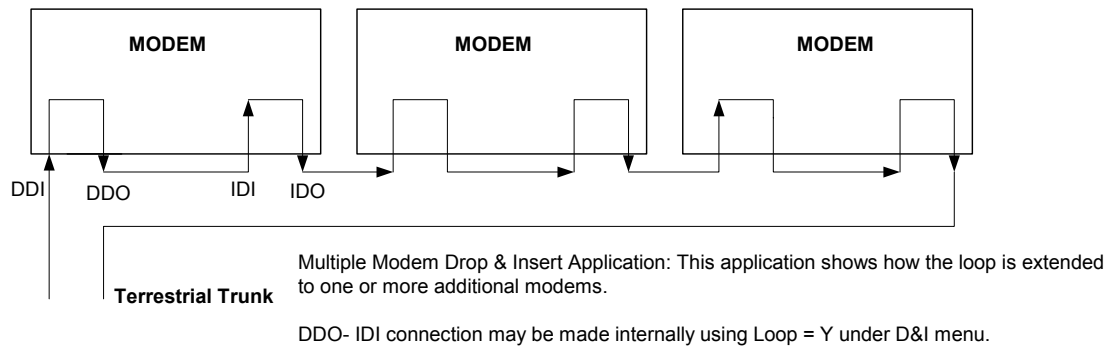 MODEM
MODEM
MODEM
DDI
DDO
IDI
IDO
Terrestrial Trunk
Multiple Modem Drop & Insert Application: This application shows how the loop is extended
to one or more additional modems.
DDO- IDI connection may be made internally using Loop = Y under D&I menu.